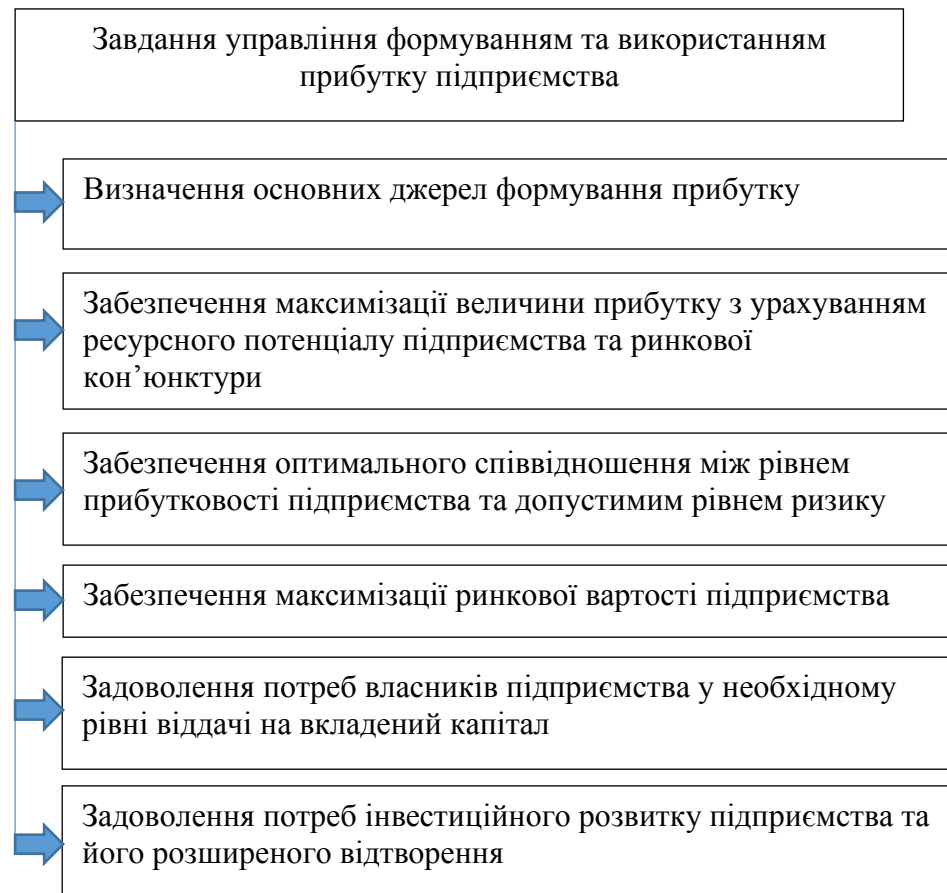 Завдання управління формуванням та використанням
прибутку підприємства
Визначення основних джерел формування прибутку
Забезпечення максимізації величини прибутку з урахуванням
ресурсного потенціалу підприємства та ринкової
кон’юнктури
Забезпечення оптимального співвідношення між рівнем
прибутковості підприємства та допустимим рівнем ризику
Забезпечення максимізації ринкової вартості підприємства
Задоволення потреб власників підприємства у необхідному
рівні віддачі на вкладений капітал
Задоволення потреб інвестиційного розвитку підприємства та
його розширеного відтворення